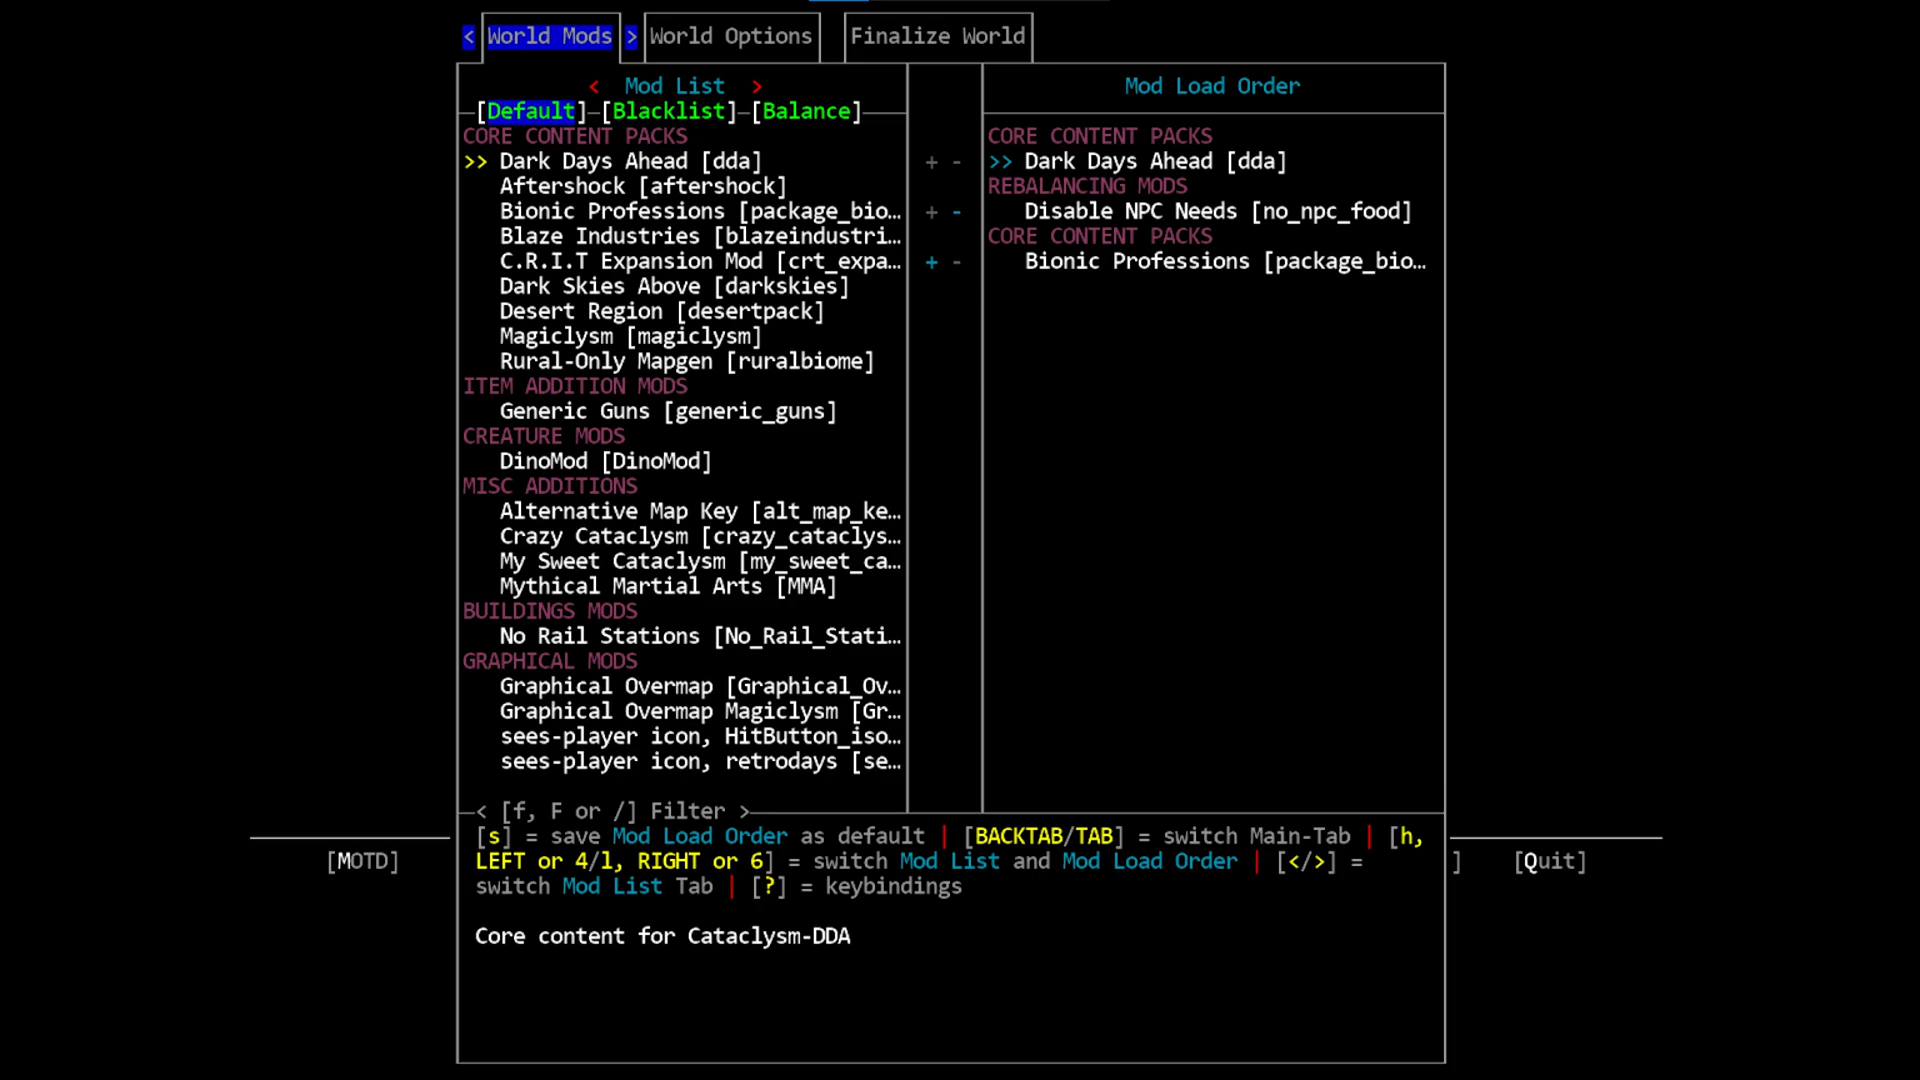 < World Mods > World Options Finalize World
< Mod List >
[Default]—[Blacklist]—[Balance]
CORE CONTENT PACKS
>> Dark Days Ahead [dda]
Aftershock [aftershock]
Bionic Professions [package_bio…
Blaze Industries [blazeindustri…
C.R.I.T Expansion Mod [crt_expa…
Dark Skies Above [darkskies]
Desert Region [desertpack]
Magiclysm [magiclysm]
Rural-Only Mapgen [ruralbiome]
ITEM ADDITION MODS
Generic Guns [generic_guns]
CREATURE MODS
DinoMod [DinoMod]
MISC ADDITIONS
Alternative Map Key [alt_map_ke…
Crazy Cataclysm [crazy_cataclys…
My Sweet Cataclysm [my_sweet_ca…
Mythical Martial Arts [MMA]
BUILDINGS MODS
No Rail Stations [No_Rail_Stati…
GRAPHICAL MODS
Graphical Overmap [Graphical_Ov…
Graphical Overmap Magiclysm [Gr…
sees-player icon, HitButton_iso…
sees-player icon, retrodays [se…
< [f, F or /] Filter >
+ -
+ -
+ -
Mod Load Order
CORE CONTENT PACKS
>> Dark Days Ahead [dda]
REBALANCING MODS
Disable NPC Needs [no_npc_food]
CORE CONTENT PACKS
Bionic Professions [package_bio…
[s] = save Mod Load Order as default | [BACKTAB/TAB] = switch Main-Tab | [h,
LEFT or 4/l, RIGHT or 6] = switch Mod List and Mod Load Order | [</>] =
switch Mod List Tab | [?] = keybindings
Core content for Cataclysm-DDA
[MOTD]
] [Quit]